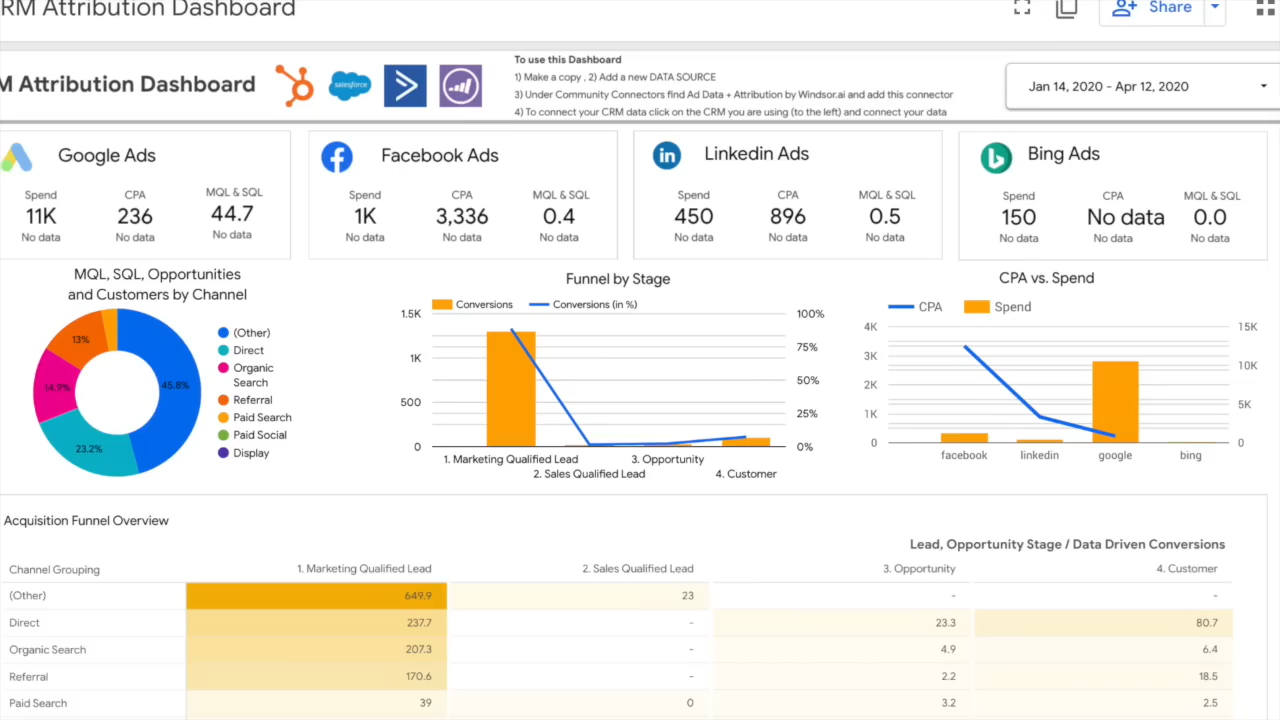 RM Attribution Dashboard
Share
M Attribution Dashboard
salesforce
To use this Dashboard
1) Make a copy , 2) Add a new DATA SOURCE
3) Under Community Connectors find Ad Data + Attribution by Windsor.ai and add this connector
4) To connect your CRM data click on the CRM you are using (to the left) and connect your data
Jan 14, 2020 - Apr 12, 2020
Google Ads
Spend CPA MQL & SQL
11K 236 44.7
No data No data No data
Facebook Ads
Spend CPA MQL & SQL
1K 3,336 0.4
No data No data No data
in
Linkedin Ads
Spend CPA MQL & SQL
450 896 0.5
No data No data No data
Bing Ads
Spend CPA MQL & SQL
150 No data 0.0
No data No data No data
MQL, SQL, Opportunities
and Customers by Channel
13%
14.9%
45.8%
23.2%
(Other)
Direct
Organic
Search
Referral
Paid Search
Paid Social
Display
Funnel by Stage
Conversions Conversions (in %)
1.5K 100%
1K 75%
50%
500 25%
0 0%
1. Marketing Qualified Lead 3. Opportunity
2. Sales Qualified Lead 4. Customer
CPA vs. Spend
CPA Spend
4K 15K
3K 10K
2K
1K 5K
0 0
facebook linkedin google bing
Acquisition Funnel Overview
Lead, Opportunity Stage / Data Driven Conversions
Channel Grouping 1. Marketing Qualified Lead 2. Sales Qualified Lead 3. Opportunity 4. Customer
(Other) 649.9 23 - -
Direct 237.7 - 23.3 80.7
Organic Search 207.3 - 4.9 6.4
Referral 170.6 - 2.2 18.5
Paid Search 39 0 3.2 2.5